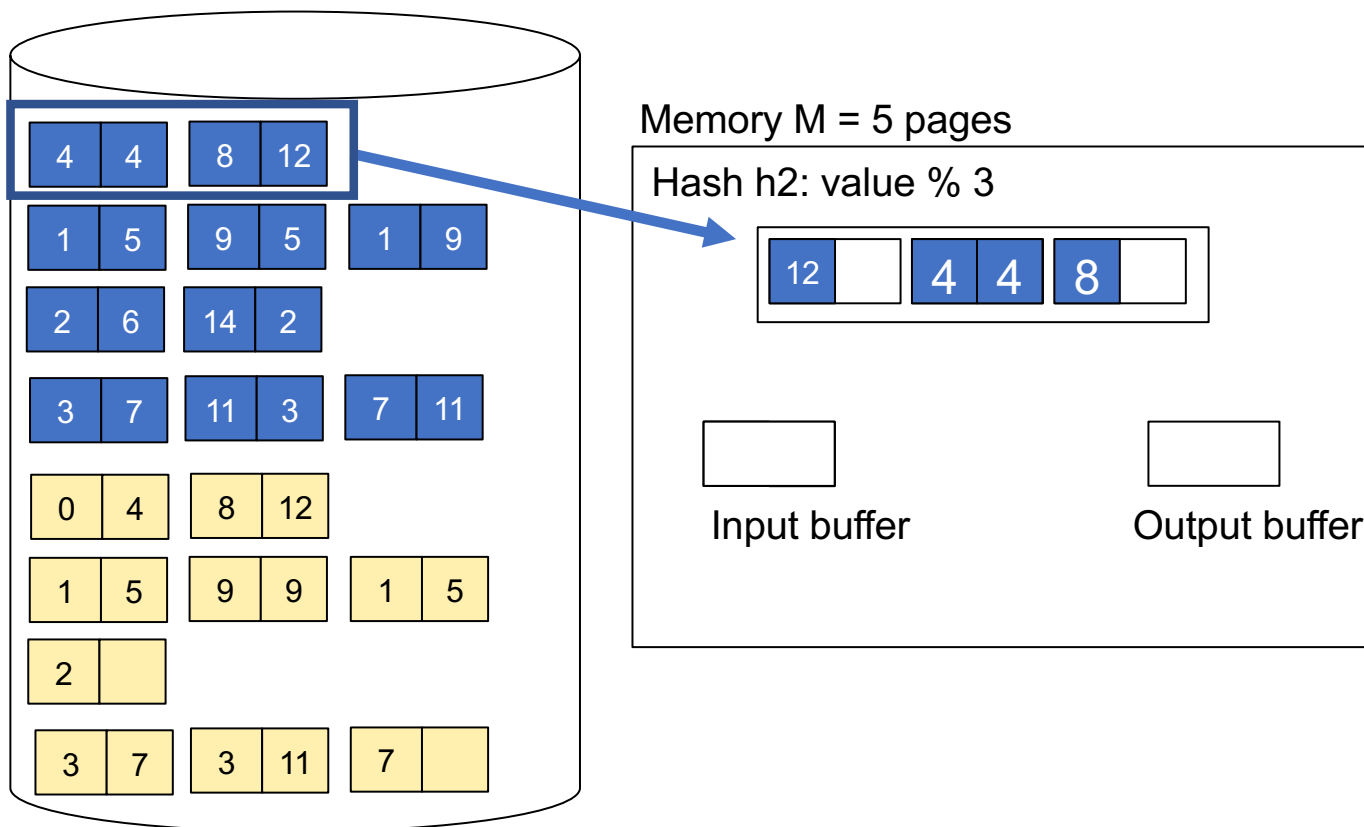 Memory M = 5 pages
Hash h2: value % 3
4 4 8 12
12 4 4 8
1 5 9 5 1 9
2 6 14 2
3 7 11 3 7 11
0 4 8 12
Input buffer
Output buffer
1 5 9 9 1 5
2
3 7 3 11 7